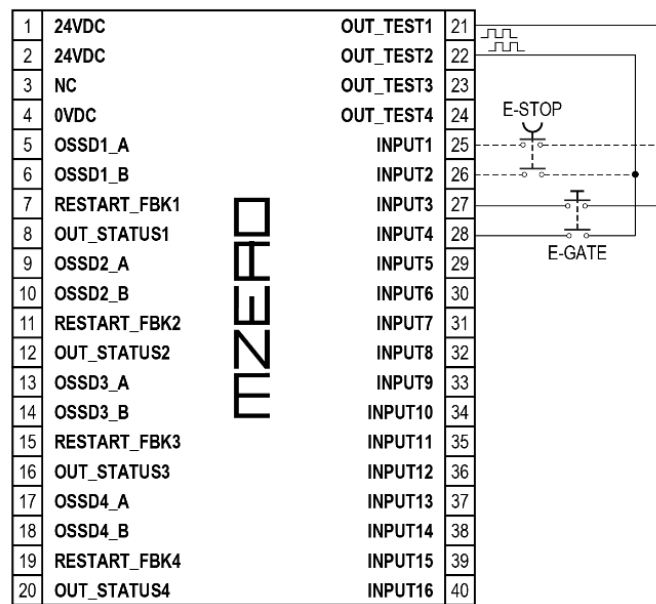 1 24VDC OUT_TEST1 21
2 24VDC OUT_TEST2 22
3 NC OUT_TEST3 23
4 0VDC OUT_TEST4 24
E-STOP
5 OSSD1_A INPUT1 25
6 OSSD1_B INPUT2 26
7 RESTART_FBK1 INPUT3 27
8 OUT_STATUS1 INPUT4 28
E-GATE
9 OSSD2_A INPUT5 29
10 OSSD2_B INPUT6 30
11 RESTART_FBK2 INPUT7 31
12 OUT_STATUS2 INPUT8 32
13 OSSD3_A INPUT9 33
14 OSSD3_B INPUT10 34
15 RESTART_FBK3 INPUT11 35
16 OUT_STATUS3 INPUT12 36
17 OSSD4_A INPUT13 37
18 OSSD4_B INPUT14 38
19 RESTART_FBK4 INPUT15 39
20 OUT_STATUS4 INPUT16 40
MZERO